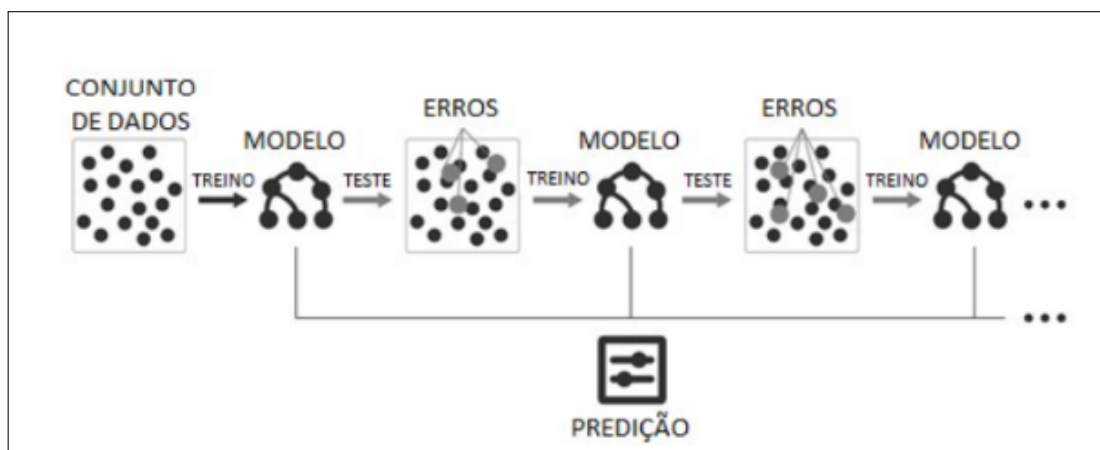 CONJUNTO
DE DADOS
MODELO
ERROS
MODELO
ERROS
MODELO
TREINO
TESTE
TREINO
TESTE
TREINO
PREDIÇÃO